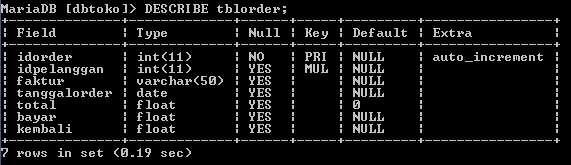 MariaDB [dbtoko]> DESCRIBE tblorder;
+--------------+-------------+------+-----+---------+----------------+
| Field        | Type        | Null | Key | Default | Extra          |
+--------------+-------------+------+-----+---------+----------------+
| idorder      | int(11)     | NO   | PRI | NULL    | auto_increment |
| idpelanggan  | int(11)     | YES  | MUL | NULL    |                |
| faktur       | varchar(50) | YES  |     | NULL    |                |
| tanggalorder | date        | YES  |     | NULL    |                |
| total        | float       | YES  |     | 0       |                |
| bayar        | float       | YES  |     | NULL    |                |
| kembali      | float       | YES  |     | NULL    |                |
+--------------+-------------+------+-----+---------+----------------+
7 rows in set (0.19 sec)